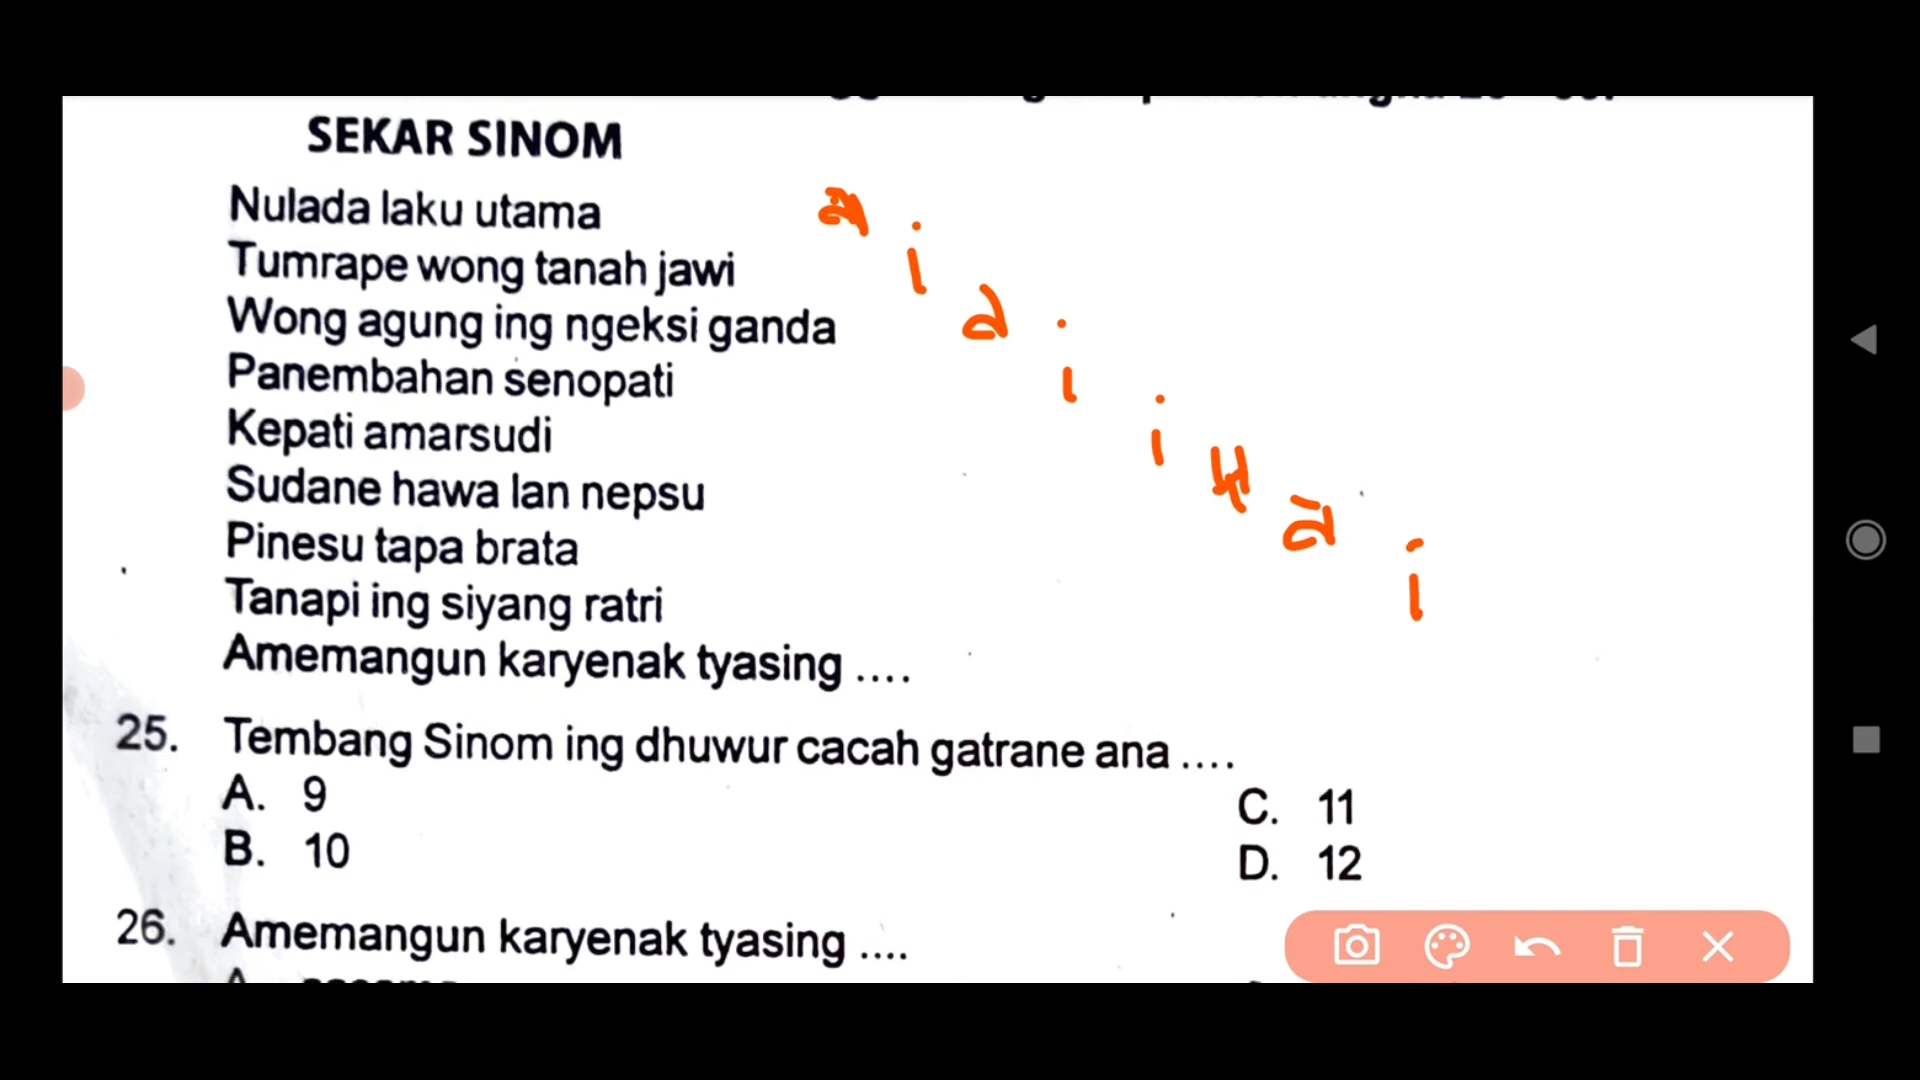 SEKAR SINOM
Nulada laku utama
a
Tumrape wong tanah jawi
i
Wong agung ing ngeksi ganda
a
Panembahan senopati
i
Kepati amarsudi
i
Sudane hawa lan nepsu
u
Pinesu tapa brata
a
Tanapi ing siyang ratri
i
Amemangun karyenak tyasing ....
25. Tembang Sinom ing dhuwur cacah gatrane ana ....
A. 9
C. 11
B. 10
D. 12
26. Amemangun karyenak tyasing ....